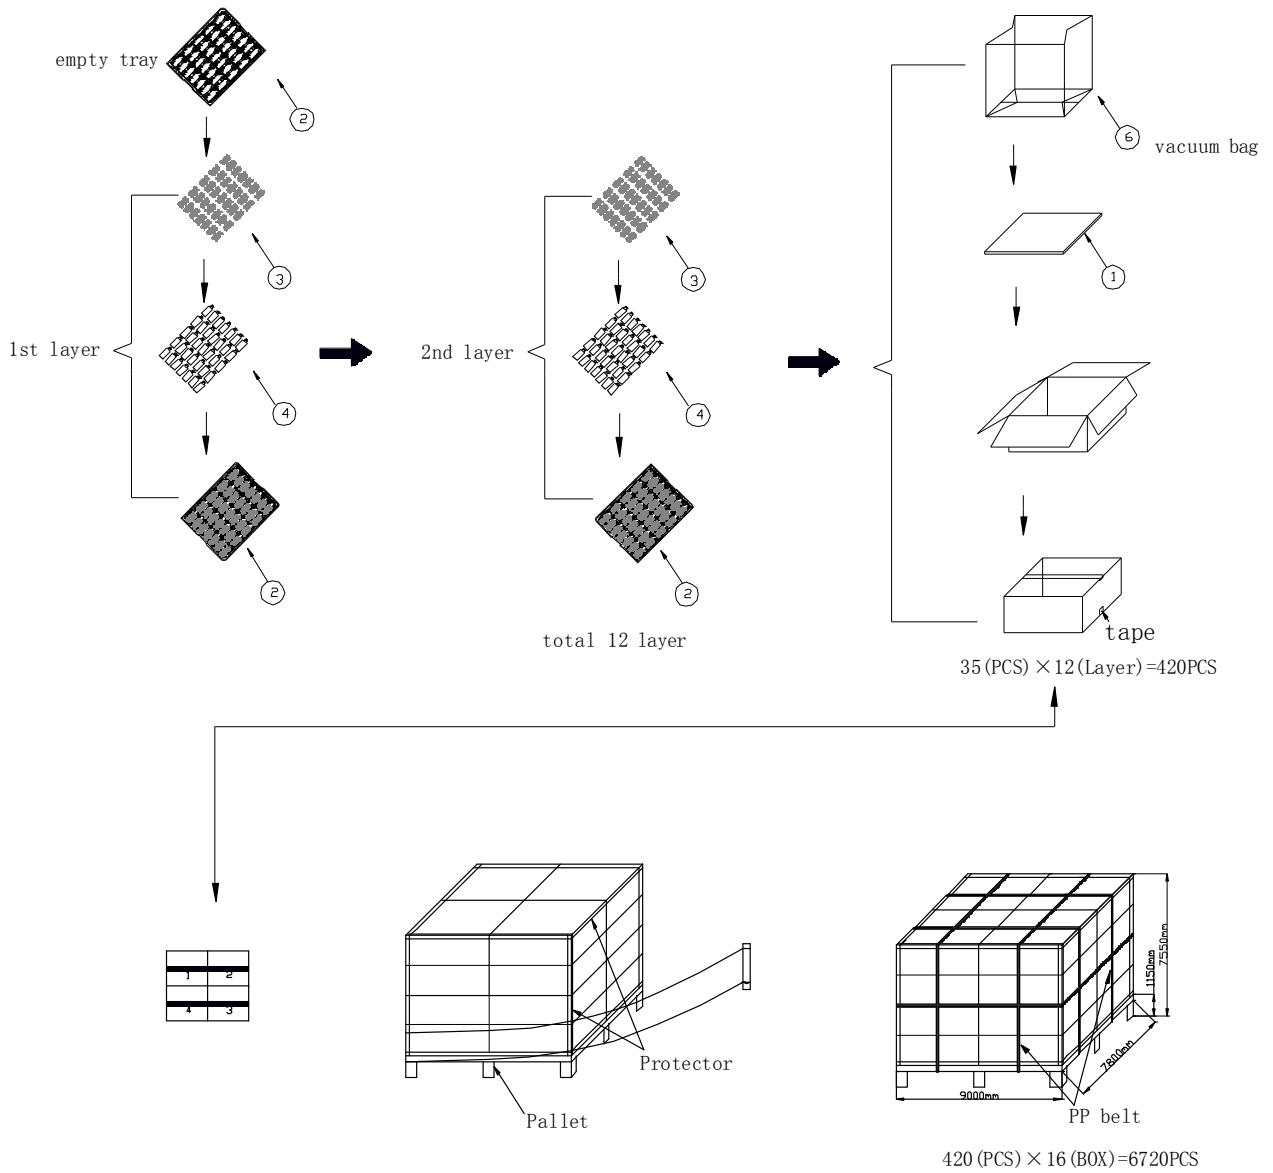 empty tray
2
3
1st layer
4
2
3
2nd layer
4
2
total 12 layer
6
vacuum bag
1
tape
35(PCS)×12(Layer)=420PCS
1 2
4 3
Protector
Pallet
7550mm
1150mm
7800mm
9000mm
PP belt
420(PCS)×16(BOX)=6720PCS